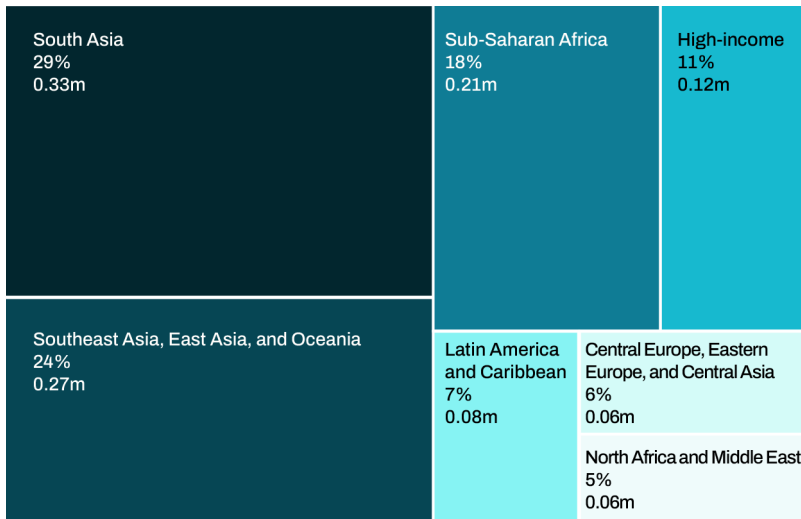 South Asia
29%
0.33m
Sub-Saharan Africa
18%
0.21m
High-income
11%
0.12m
Southeast Asia, East Asia, and Oceania
24%
0.27m
Latin America
and Caribbean
7%
0.08m
Central Europe, Eastern
Europe, and Central Asia
6%
0.06m
North Africa and Middle East
5%
0.06m